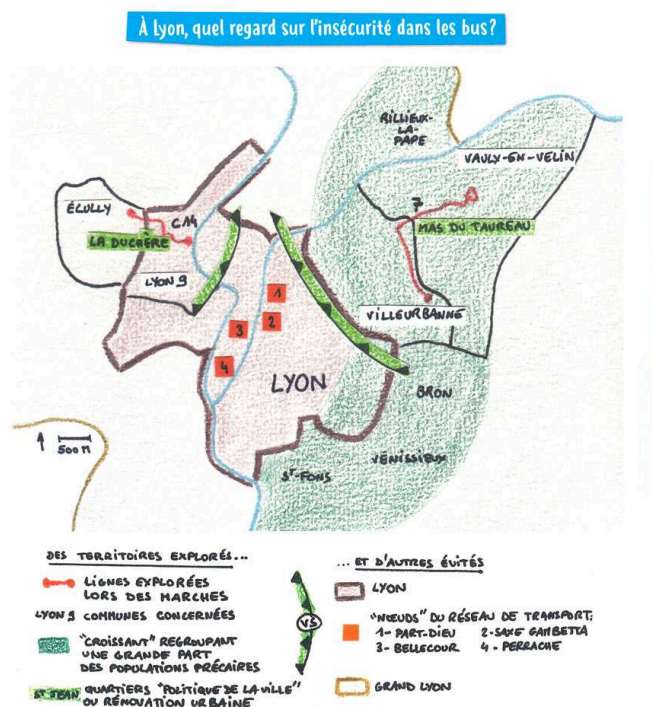 À Lyon, quel regard sur l'insécurité dans les bus?
RILLIEUX-
LA-
PAPE
VAULX-EN-VELIN
ÉCULLY
C14
7
LA DUCHÈRE
MAS DU TAUREAU
LYON 9
1
VILLEURBANNE
2
3
4
LYON
BRON
500 M
VÉNISSIEUX
ST-FONS
DES TERRITOIRES EXPLORÉS...
LIGNES EXPLORÉES
LORS DES MARCHES
LYON 9 COMMUNES CONCERNÉES
"CROISSANT" REGROUPANT
UNE GRANDE PART
DES POPULATIONS PRÉCAIRES
ST JEAN QUARTIERS "POLITIQUE DE LA VILLE"
OU RÉNOVATION URBAINE
VS
... ET D'AUTRES ÉVITÉS
LYON
"NŒUDS" DU RÉSEAU DE TRANSPORT:
1- PART-DIEU 2-SAXE GAMBETTA
3- BELLECOUR 4 - PERRACHE
GRAND LYON